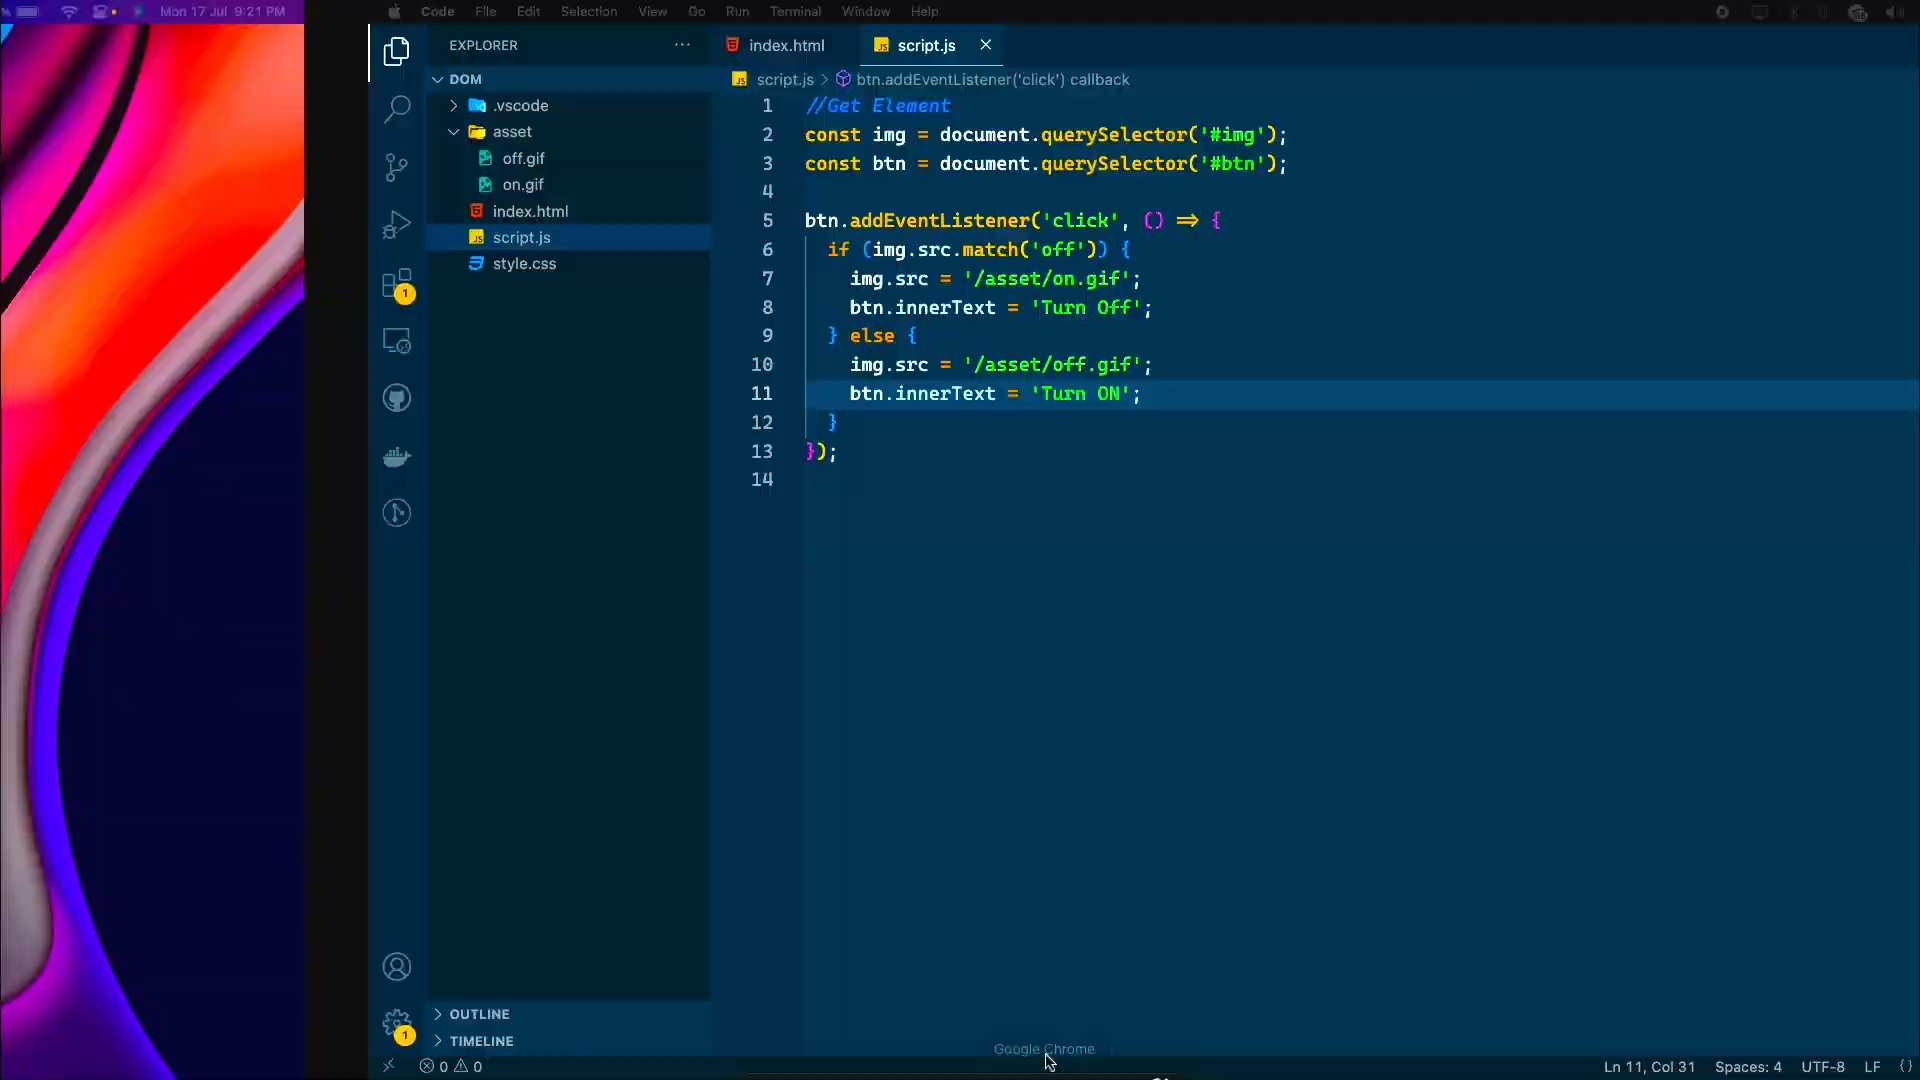 Mon 17 Jul 9:21 PM
Code File Edit Selection View Go Run Terminal Window Help
EXPLORER
index.html
script.js
DOM
script.js > btn.addEventListener('click') callback
.vscode
asset
off.gif
on.gif
index.html
script.js
style.css
1 //Get Element
2 const img = document.querySelector('#img');
3 const btn = document.querySelector('#btn');
4
5 btn.addEventListener('click', () => {
6 if (img.src.match('off')) {
7 img.src = '/asset/on.gif';
8 btn.innerText = 'Turn Off';
9 } else {
10 img.src = '/asset/off.gif';
11 btn.innerText = 'Turn ON';
12 }
13 });
14
1
1
OUTLINE
TIMELINE
Google Chrome
0 0
Ln 11, Col 31 Spaces: 4 UTF-8 LF {}